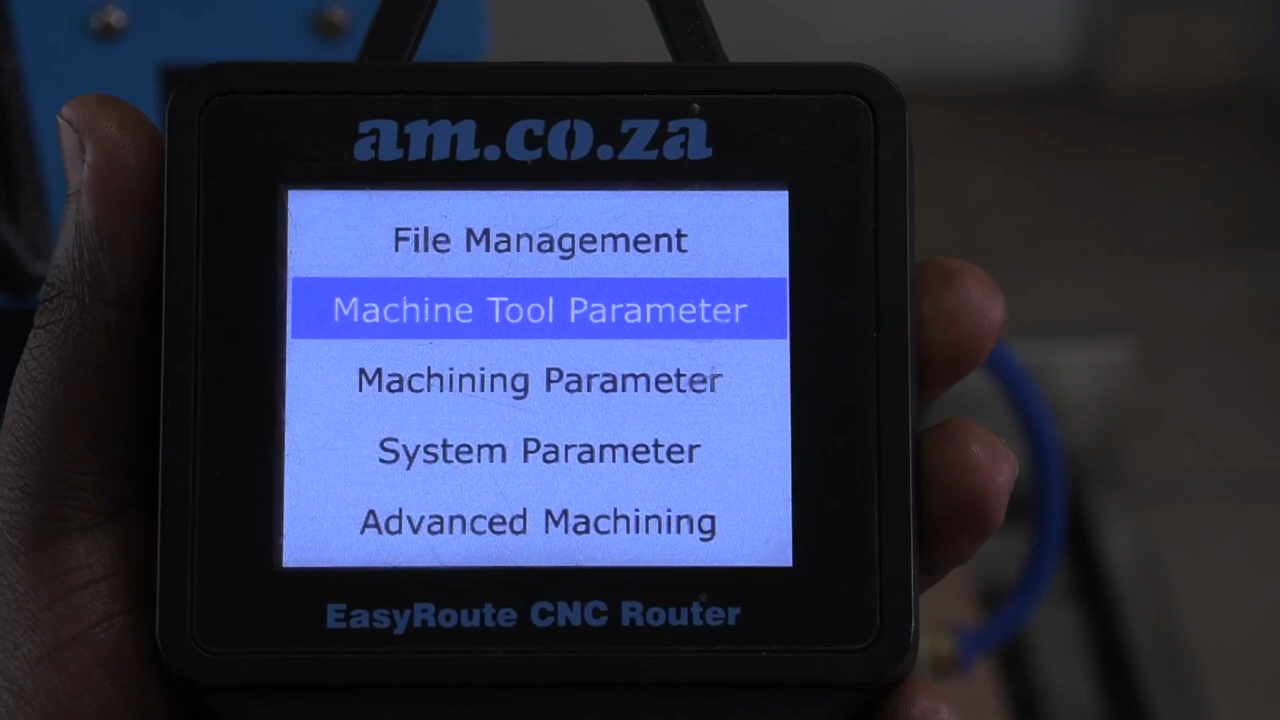 am.co.za
File Management
Machine Tool Parameter
Machining Parameter
System Parameter
Advanced Machining
EasyRoute CNC Router